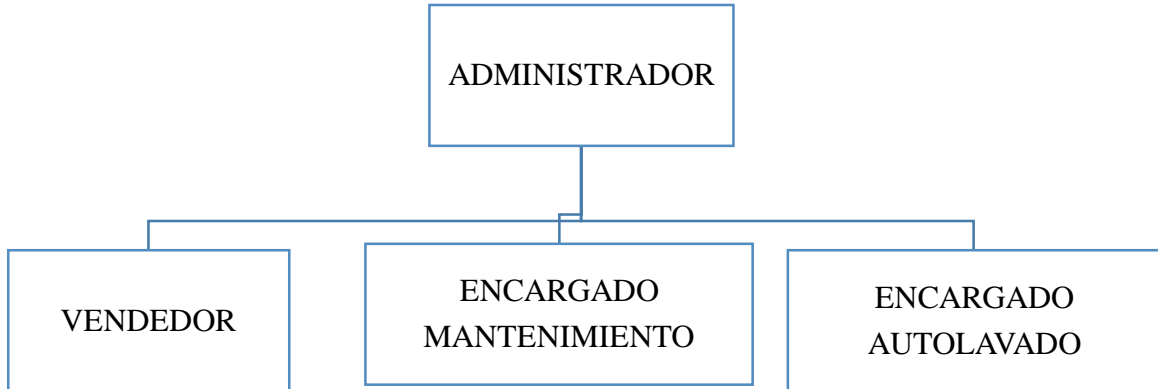 ADMINISTRADOR
VENDEDOR
ENCARGADO
MANTENIMIENTO
ENCARGADO
AUTOLAVADO